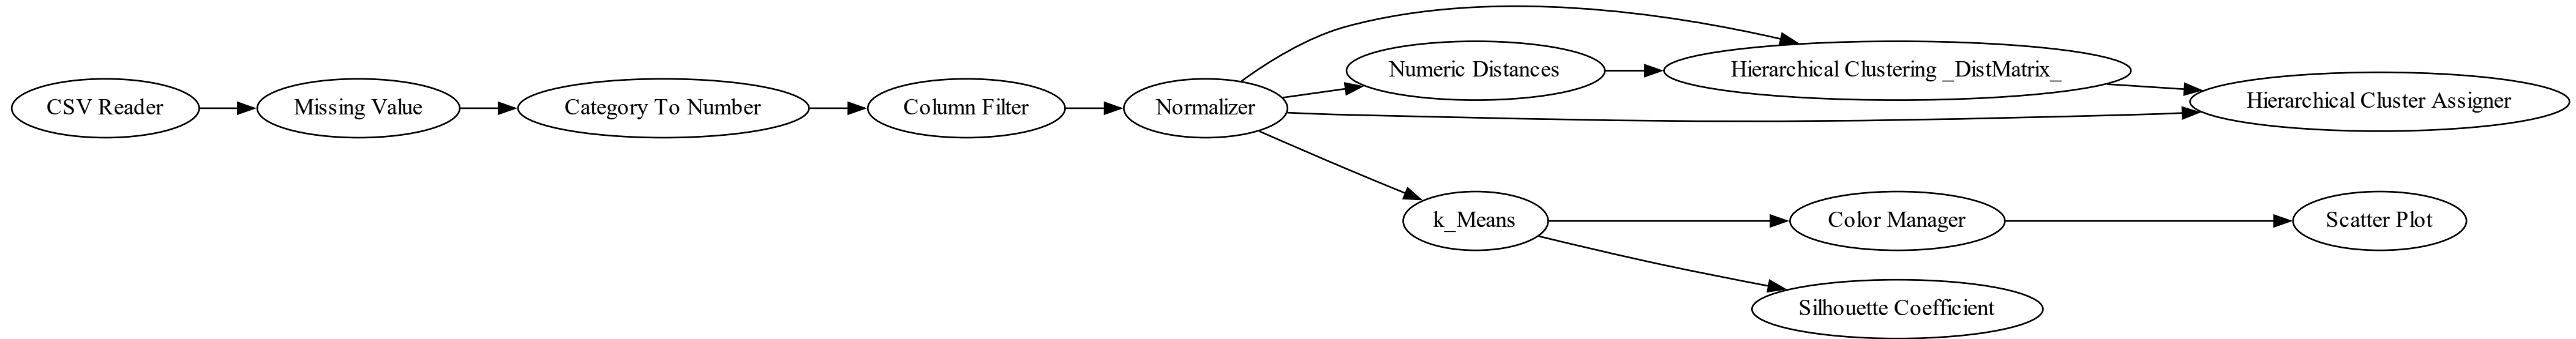 CSV Reader
Missing Value
Category To Number
Column Filter
Normalizer
Numeric Distances
Hierarchical Clustering _DistMatrix_
Hierarchical Cluster Assigner
k_Means
Color Manager
Scatter Plot
Silhouette Coefficient